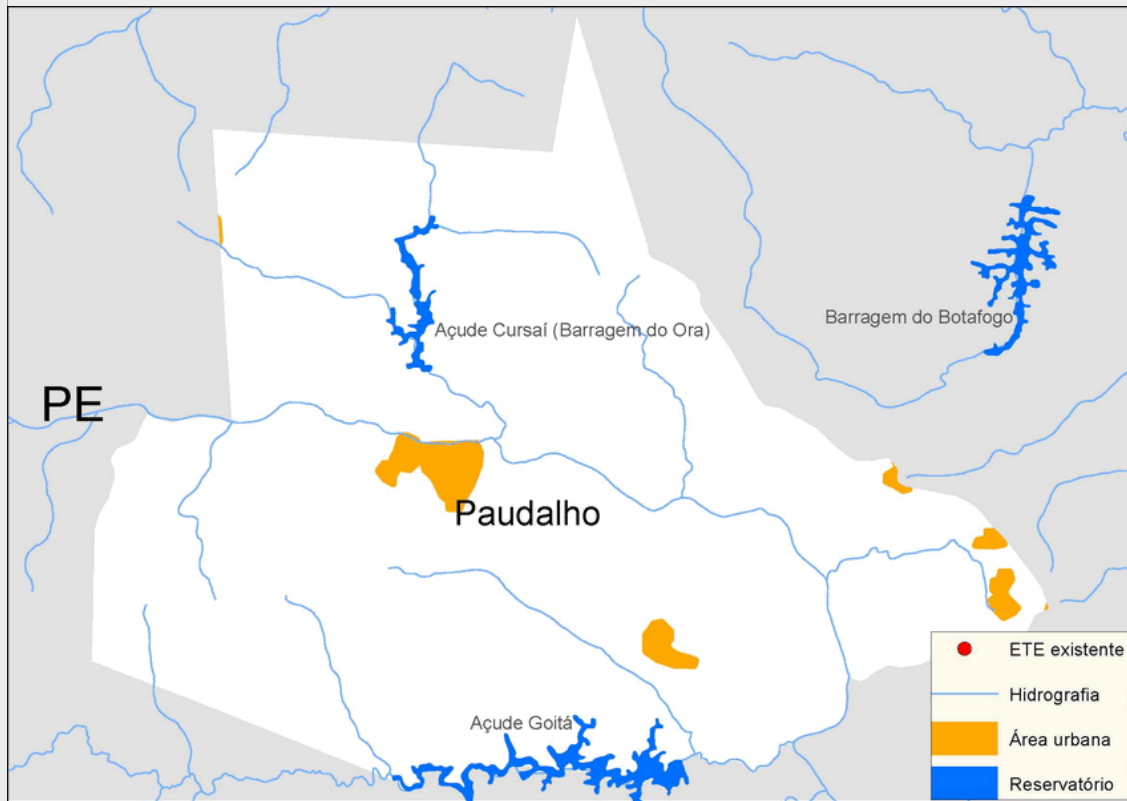 Açude Cursaí (Barragem do Ora)
Barragem do Botafogo
PE
Paudalho
Açude Goitá
ETE existente
Hidrografia
Área urbana
Reservatório